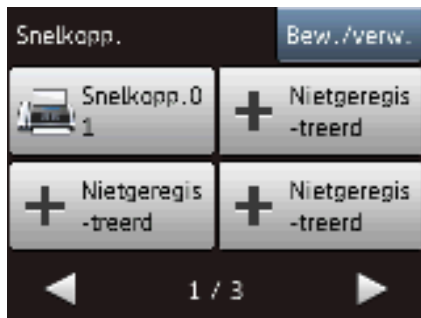 Snelkopp.
Bew./verw.
Snelkopp.0
1
Nietgeregis
-treerd
Nietgeregis
-treerd
Nietgeregis
-treerd
1 / 3